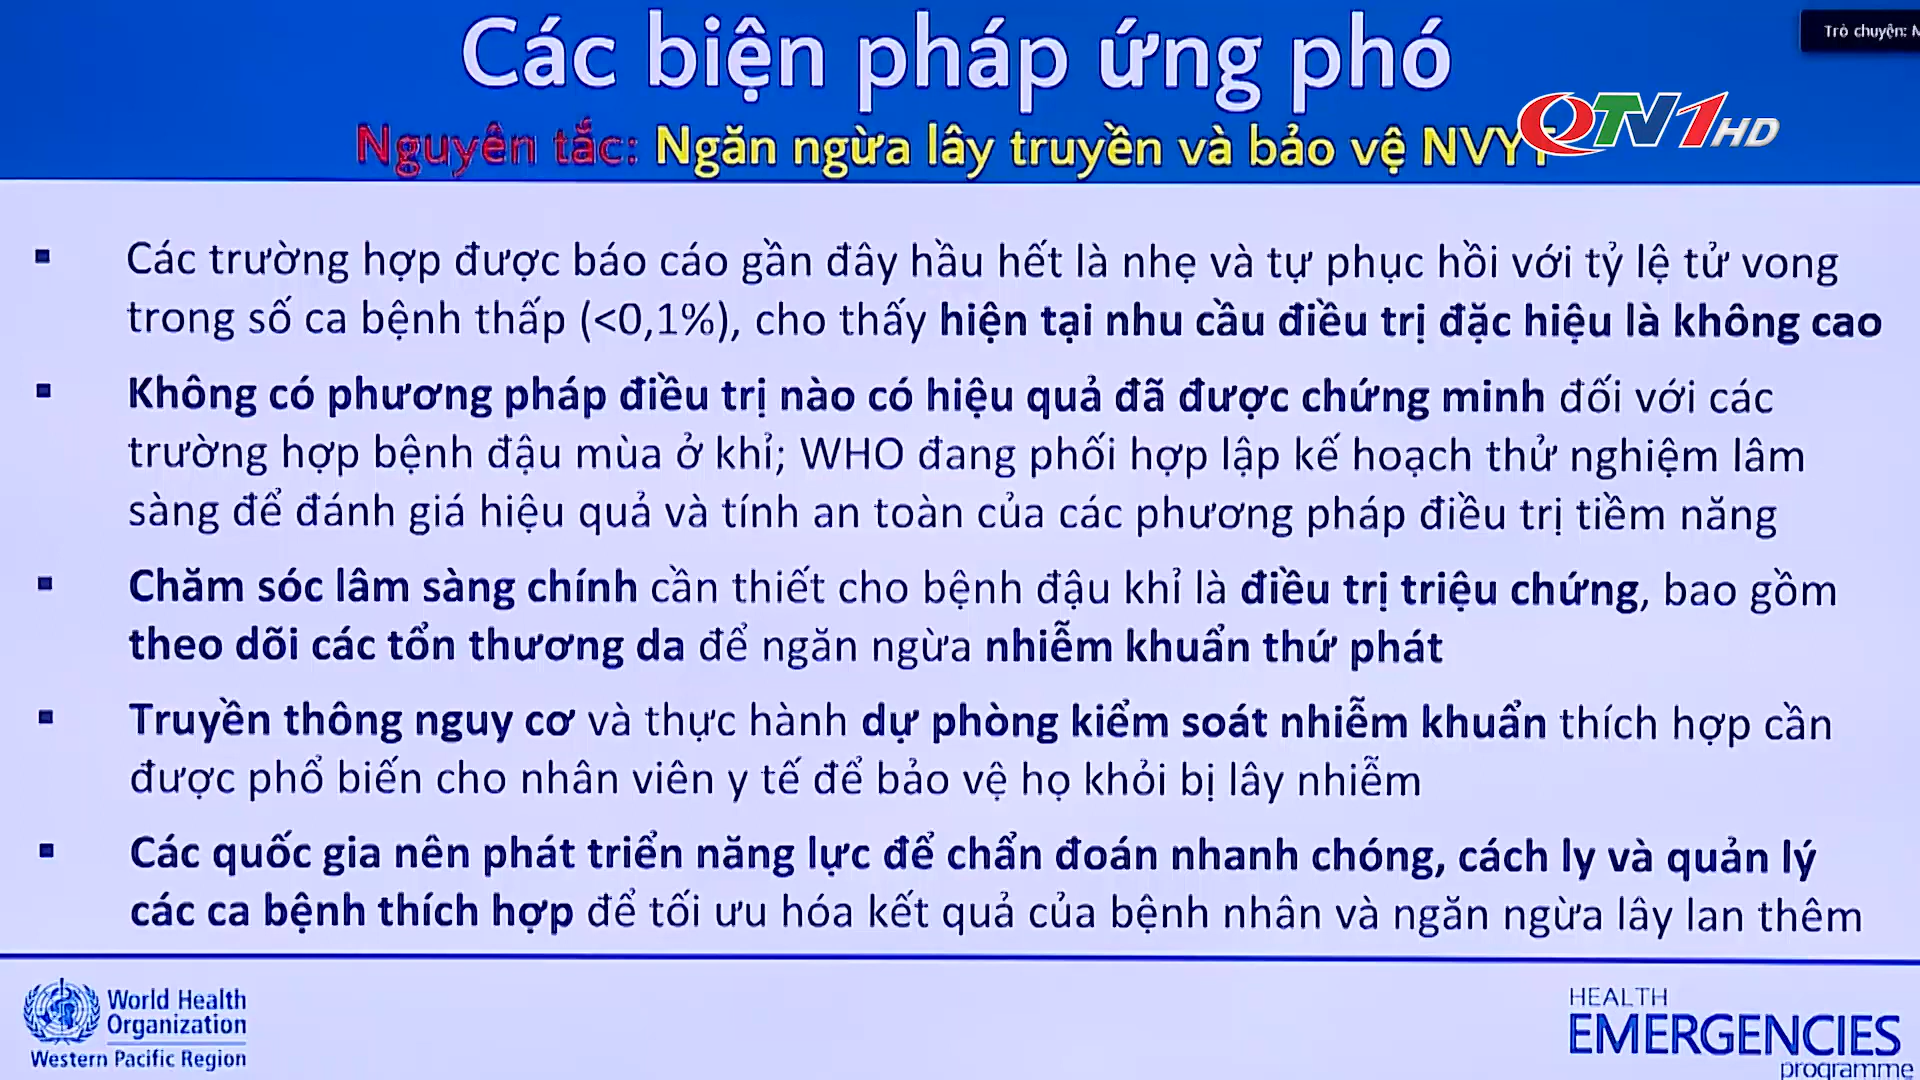 Các biện pháp ứng phó
Trò chuyện:
QTV1HD
Nguyên tắc: Ngăn ngừa lây truyền và bảo vệ NVYT
▪ Các trường hợp được báo cáo gần đây hầu hết là nhẹ và tự phục hồi với tỷ lệ tử vong
trong số ca bệnh thấp (<0,1%), cho thấy hiện tại nhu cầu điều trị đặc hiệu là không cao
▪ Không có phương pháp điều trị nào có hiệu quả đã được chứng minh đối với các
trường hợp bệnh đậu mùa ở khỉ; WHO đang phối hợp lập kế hoạch thử nghiệm lâm
sàng để đánh giá hiệu quả và tính an toàn của các phương pháp điều trị tiềm năng
▪ Chăm sóc lâm sàng chính cần thiết cho bệnh đậu khỉ là điều trị triệu chứng, bao gồm
theo dõi các tổn thương da để ngăn ngừa nhiễm khuẩn thứ phát
▪ Truyền thông nguy cơ và thực hành dự phòng kiểm soát nhiễm khuẩn thích hợp cần
được phổ biến cho nhân viên y tế để bảo vệ họ khỏi bị lây nhiễm
▪ Các quốc gia nên phát triển năng lực để chẩn đoán nhanh chóng, cách ly và quản lý
các ca bệnh thích hợp để tối ưu hóa kết quả của bệnh nhân và ngăn ngừa lây lan thêm
World Health
Organization
Western Pacific Region
HEALTH
EMERGENCIES
programme